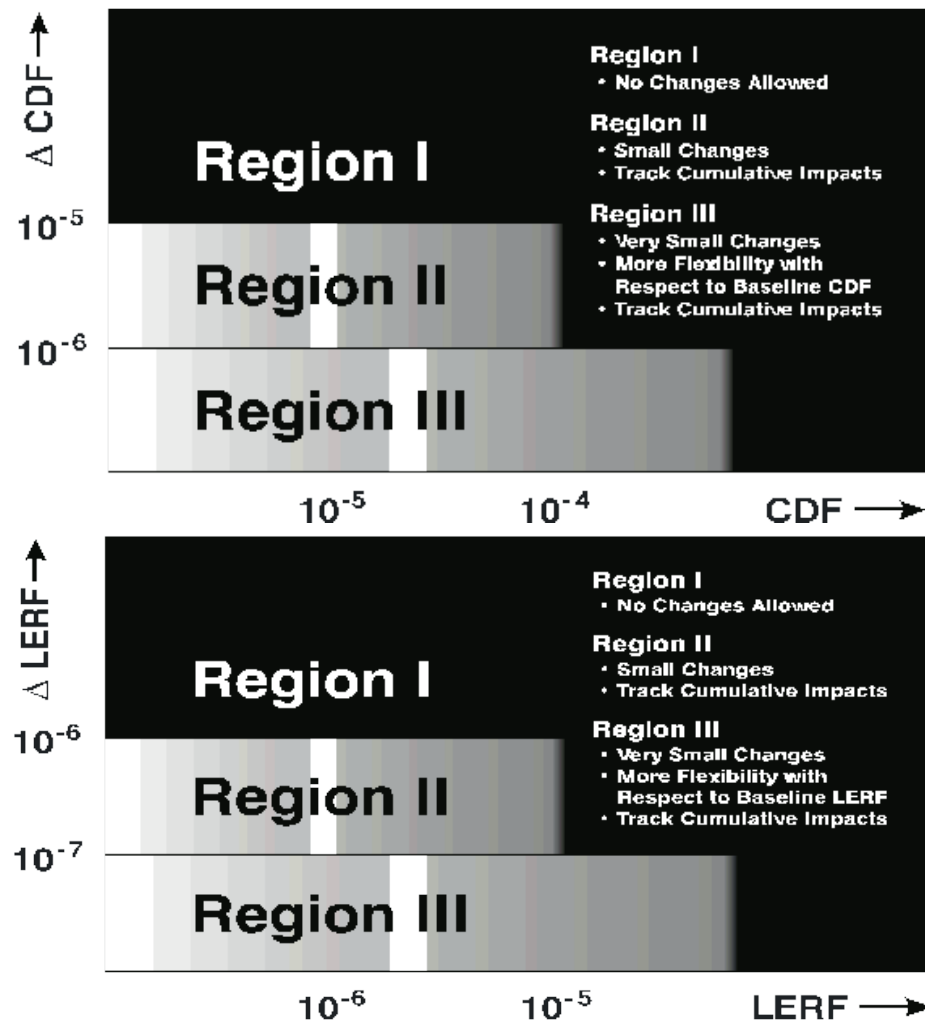 Δ CDF →
Region I
• No Changes Allowed
Region II
• Small Changes
• Track Cumulative Impacts
Region III
• Very Small Changes
• More Flexibility with
Respect to Baseline CDF
• Track Cumulative Impacts
Region I
10⁻⁵
Region II
10⁻⁶
Region III
10⁻⁵ 10⁻⁴ CDF →
Δ LERF →
Region I
• No Changes Allowed
Region II
• Small Changes
• Track Cumulative Impacts
Region III
• Very Small Changes
• More Flexibility with
Respect to Baseline LERF
• Track Cumulative Impacts
Region I
10⁻⁶
Region II
10⁻⁷
Region III
10⁻⁶ 10⁻⁵ LERF →